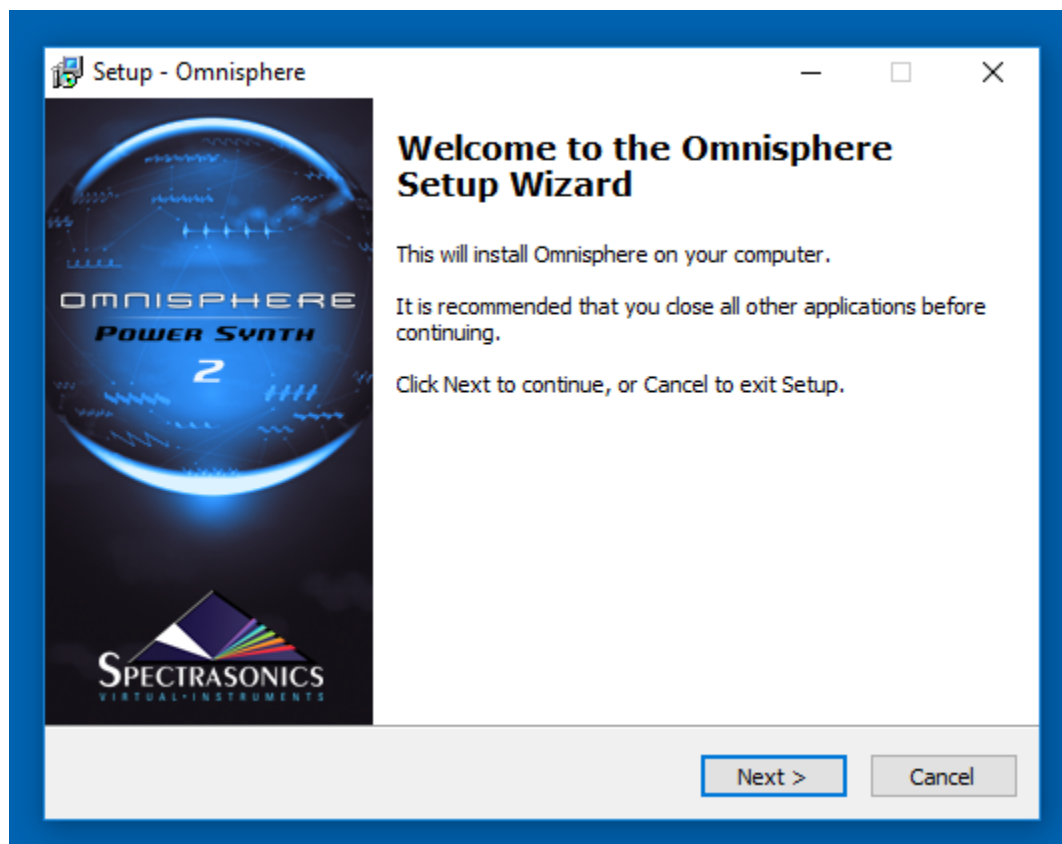 Setup - Omnisphere
OMNISPHERE
POWER SYNTH
2
SPECTRASONICS
VIRTUAL•INSTRUMENTS
Welcome to the Omnisphere
Setup Wizard
This will install Omnisphere on your computer.
It is recommended that you close all other applications before
continuing.
Click Next to continue, or Cancel to exit Setup.
Next >
Cancel